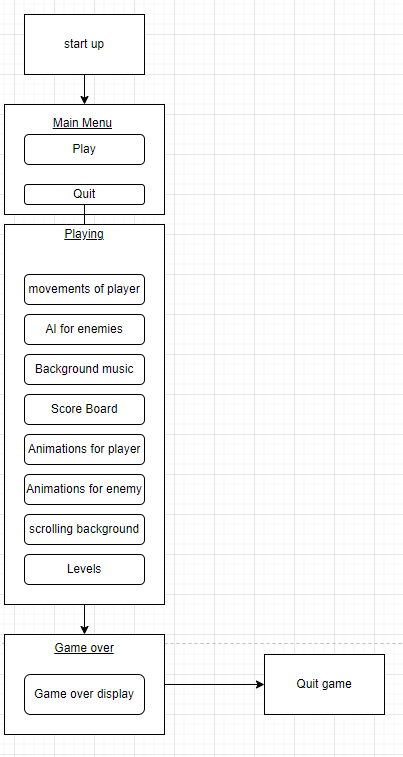 start up
Main Menu
Play
Quit
Playing
movements of player
AI for enemies
Background music
Score Board
Animations for player
Animations for enemy
scrolling background
Levels
Game over
Game over display
Quit game